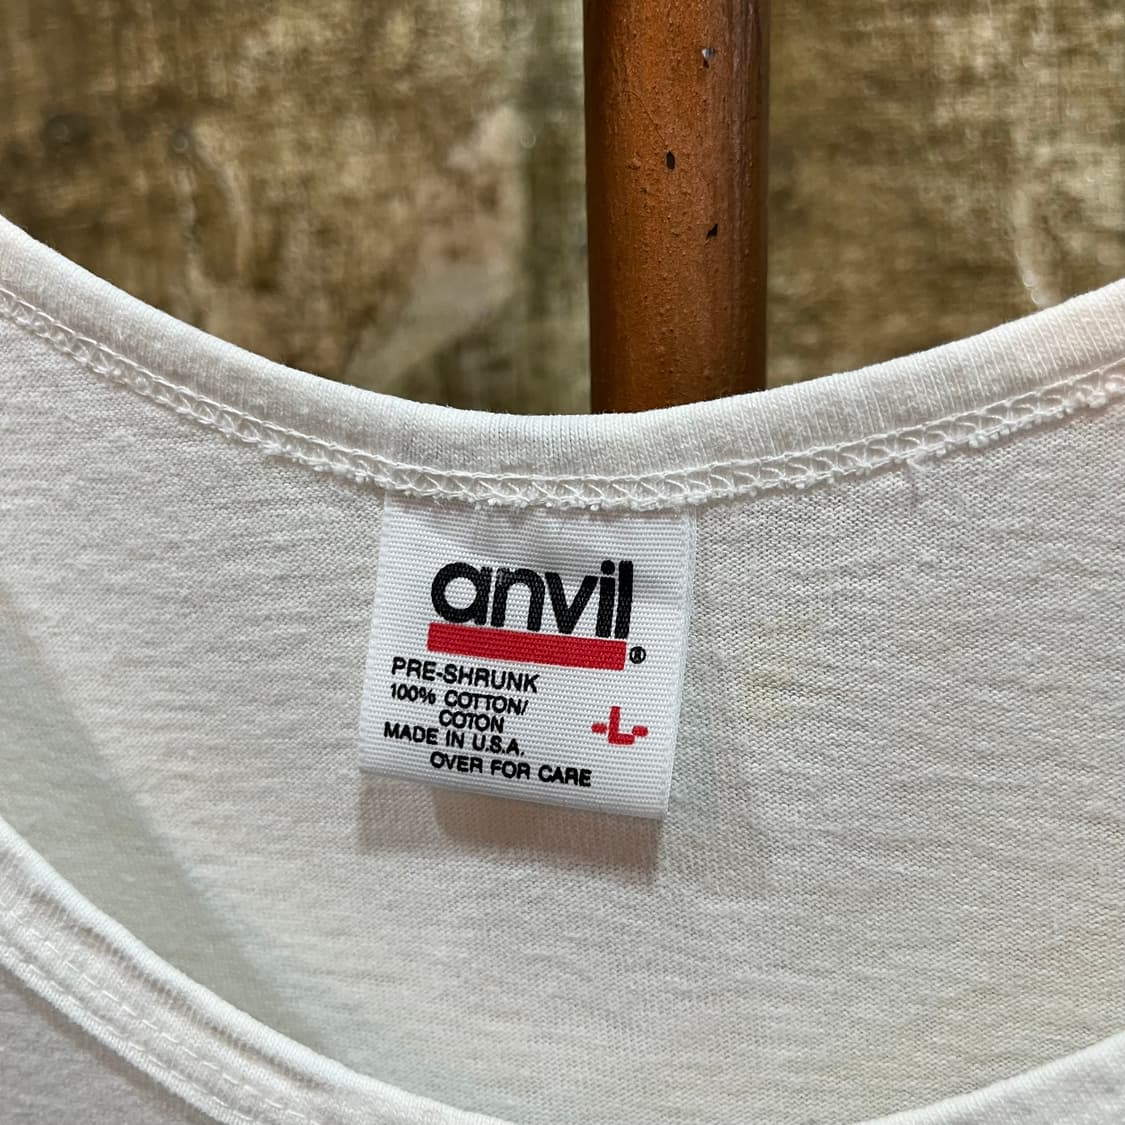 anvil®
PRE-SHRUNK
100% COTTON/
COTON
-L-
MADE IN U.S.A.
OVER FOR CARE